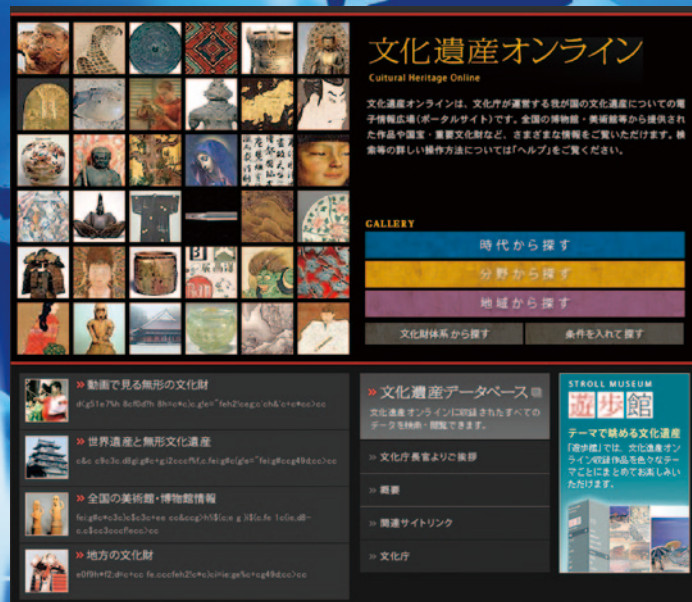 文化遺産オンライン
Cultural Heritage Online
文化遺産オンラインは、文化庁が運営する我が国の文化遺産についての電
子情報広場(ポータルサイト)です。全国の博物館・美術館等から提供され
た作品や国宝・重要文化財など、さまざまな情報をご覧いただけます。検
索等の詳しい操作方法については「ヘルプ」をご覧ください。
GALLERY
時代から探す
分野から探す
地域から探す
文化財体系から探す
条件を入れて探す
» 動画で見る無形の文化財
» 世界遺産と無形文化遺産
» 全国の美術館・博物館情報
» 地方の文化財
» 文化遺産データベース
文化遺産オンラインに収録されたすべての
データを検索・閲覧できます。
» 文化庁長官よりご挨拶
» 概要
» 関連サイトリンク
» 文化庁
STROLL MUSEUM
遊歩館
テーマで眺める文化遺産
「遊歩館」では、文化遺産オン
ライン収録作品を色々なテー
マごとにまとめてお楽しみい
ただけます。